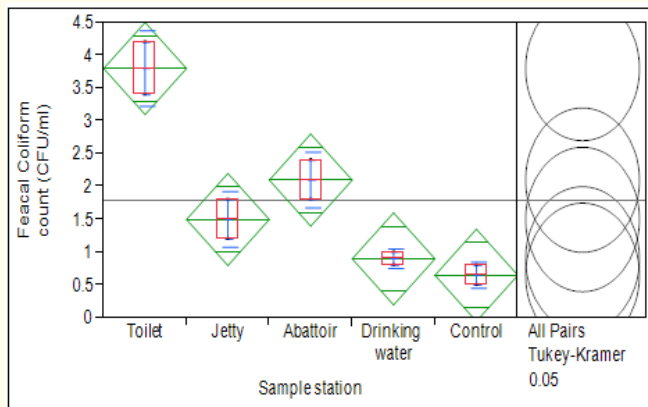 Feacal Coliform
count (CFU/ml)
4.5
4
3.5
3
2.5
2
1.5
1
0.5
0
Toilet
Jetty
Abattoir
Drinking
water
Control
All Pairs
Tukey-Kramer
0.05
Sample station